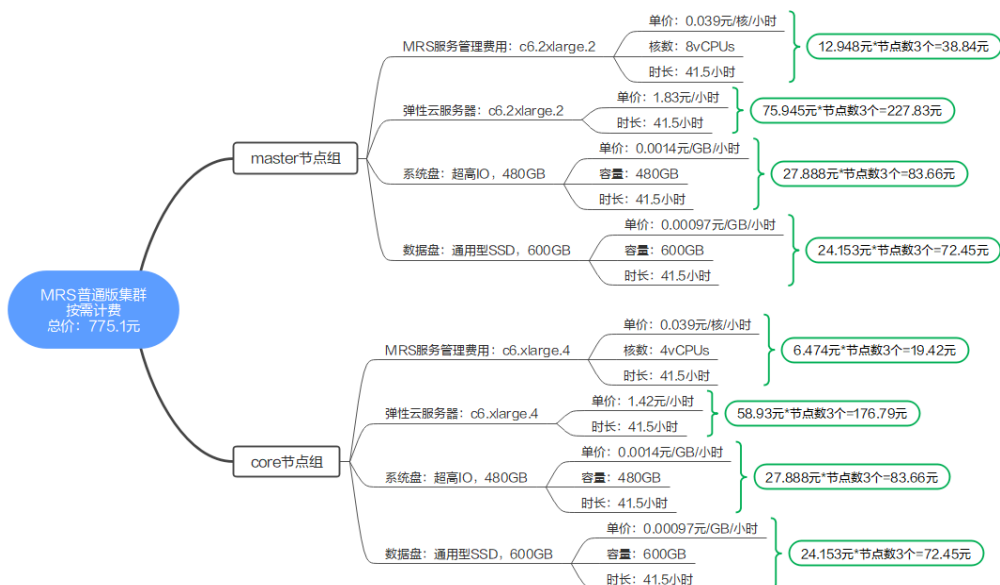 MRS普通版集群
按需计费
总价：775.1元
master节点组
MRS服务管理费用：c6.2xlarge.2
单价：0.039元/核/小时
核数：8vCPUs
时长：41.5小时
12.948元*节点数3个=38.84元
弹性云服务器：c6.2xlarge.2
单价：1.83元/小时
时长：41.5小时
75.945元*节点数3个=227.83元
系统盘：超高IO，480GB
单价：0.0014元/GB/小时
容量：480GB
时长：41.5小时
27.888元*节点数3个=83.66元
数据盘：通用型SSD，600GB
单价：0.00097元/GB/小时
容量：600GB
时长：41.5小时
24.153元*节点数3个=72.45元
core节点组
MRS服务管理费用：c6.xlarge.4
单价：0.039元/核/小时
核数：4vCPUs
时长：41.5小时
6.474元*节点数3个=19.42元
弹性云服务器：c6.xlarge.4
单价：1.42元/小时
时长：41.5小时
58.93元*节点数3个=176.79元
系统盘：超高IO，480GB
单价：0.0014元/GB/小时
容量：480GB
时长：41.5小时
27.888元*节点数3个=83.66元
数据盘：通用型SSD，600GB
单价：0.00097元/GB/小时
容量：600GB
时长：41.5小时
24.153元*节点数3个=72.45元